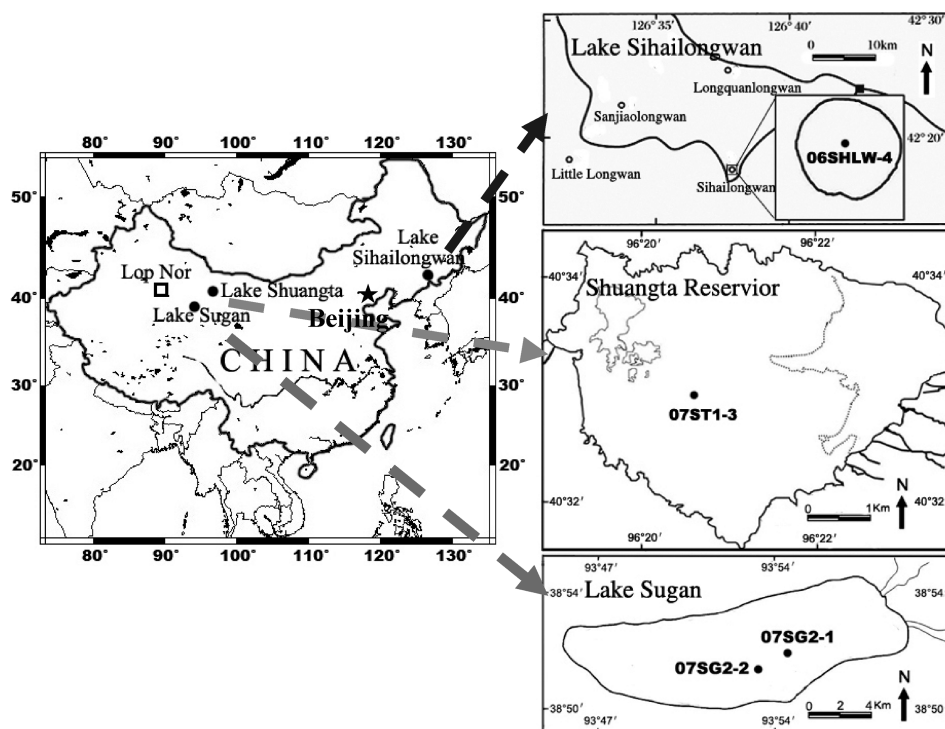 80° 90° 100° 110° 120° 130°
50°
50°
Lake
Sihailongwan
Lop Nor
Lake Shuangta
40°
40°
Lake Sugan
Beijing
CHINA
30°
30°
20°
20°
80° 90° 100° 110° 120° 130°
126°35′ 126°40′ 42°30′
Lake Sihailongwan
0 10km
N
Longquanlongwan
Sanjiaolongwan
42°20′
06SHLW-4
Little Longwan
Sihailongwan
96°20′ 96°22′
40°34′
40°34′
Shuangta Reservior
07ST1-3
N
40°32′
40°32′
0 1Km
96°20′ 96°22′
93°47′ 93°54′
38°54′
38°54′
Lake Sugan
07SG2-1
07SG2-2
N
0 2 4Km
38°50′
38°50′
93°47′ 93°54′